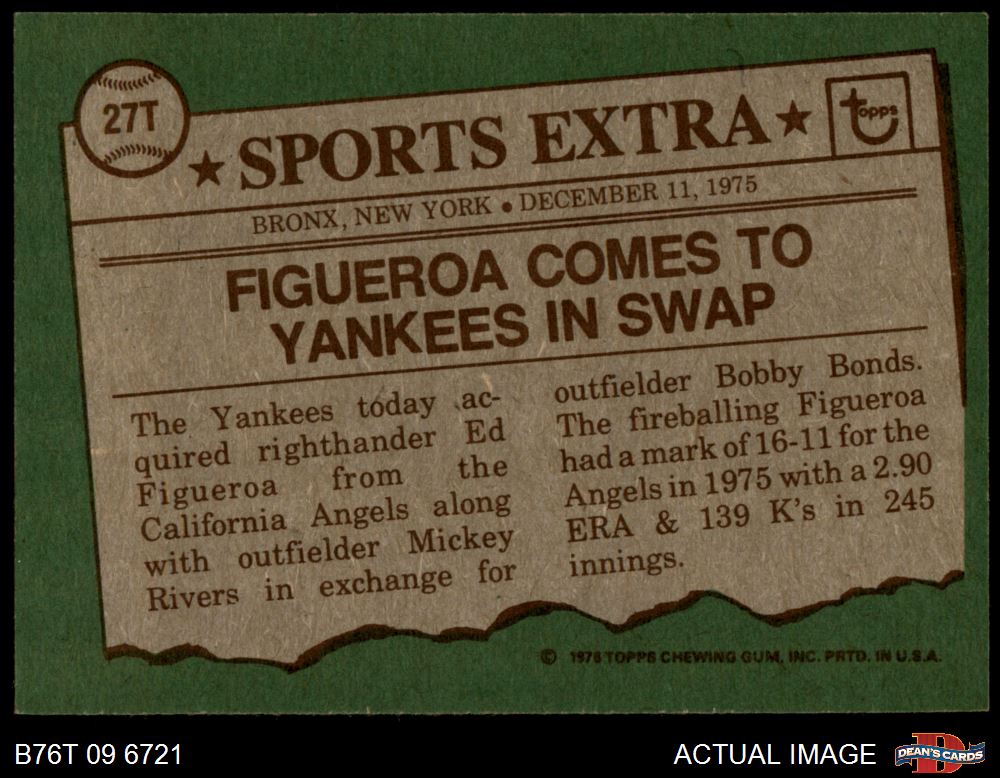 27T
★ SPORTS EXTRA ★
topps
BRONX, NEW YORK • DECEMBER 11, 1975
FIGUEROA COMES TO
YANKEES IN SWAP
The Yankees today ac-
quired righthander Ed
Figueroa from the
California Angels along
with outfielder Mickey
Rivers in exchange for
outfielder Bobby Bonds.
The fireballing Figueroa
had a mark of 16-11 for the
Angels in 1975 with a 2.90
ERA & 139 K's in 245
innings.
© 1976 TOPPS CHEWING GUM, INC. PRTD. IN U.S.A.
B76T 09 6721
ACTUAL IMAGE
D
DEAN'S CARDS